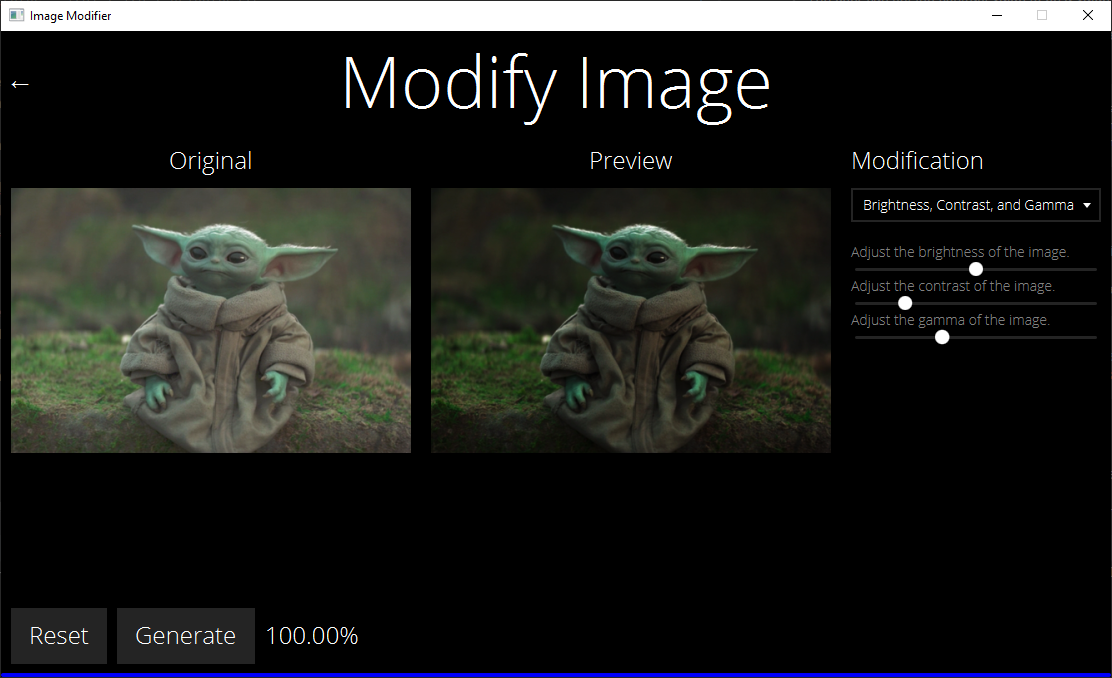 Image Modifier
←
Modify Image
Original
Preview
Modification
Brightness, Contrast, and Gamma
Adjust the brightness of the image.
Adjust the contrast of the image.
Adjust the gamma of the image.
Reset
Generate
100.00%